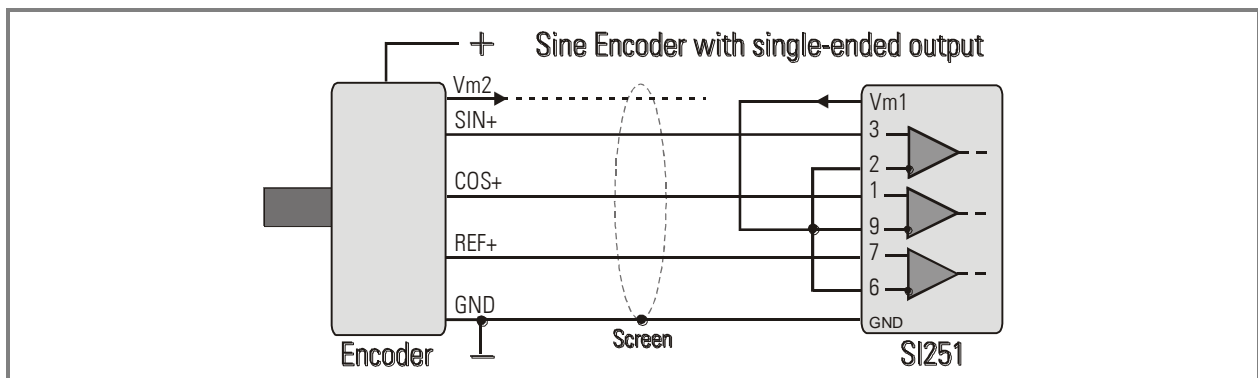 + Sine Encoder with single-ended output
Vm2
Vm1
SIN+
3
2
COS+
1
9
REF+
7
6
GND
GND
Screen
Encoder
SI251